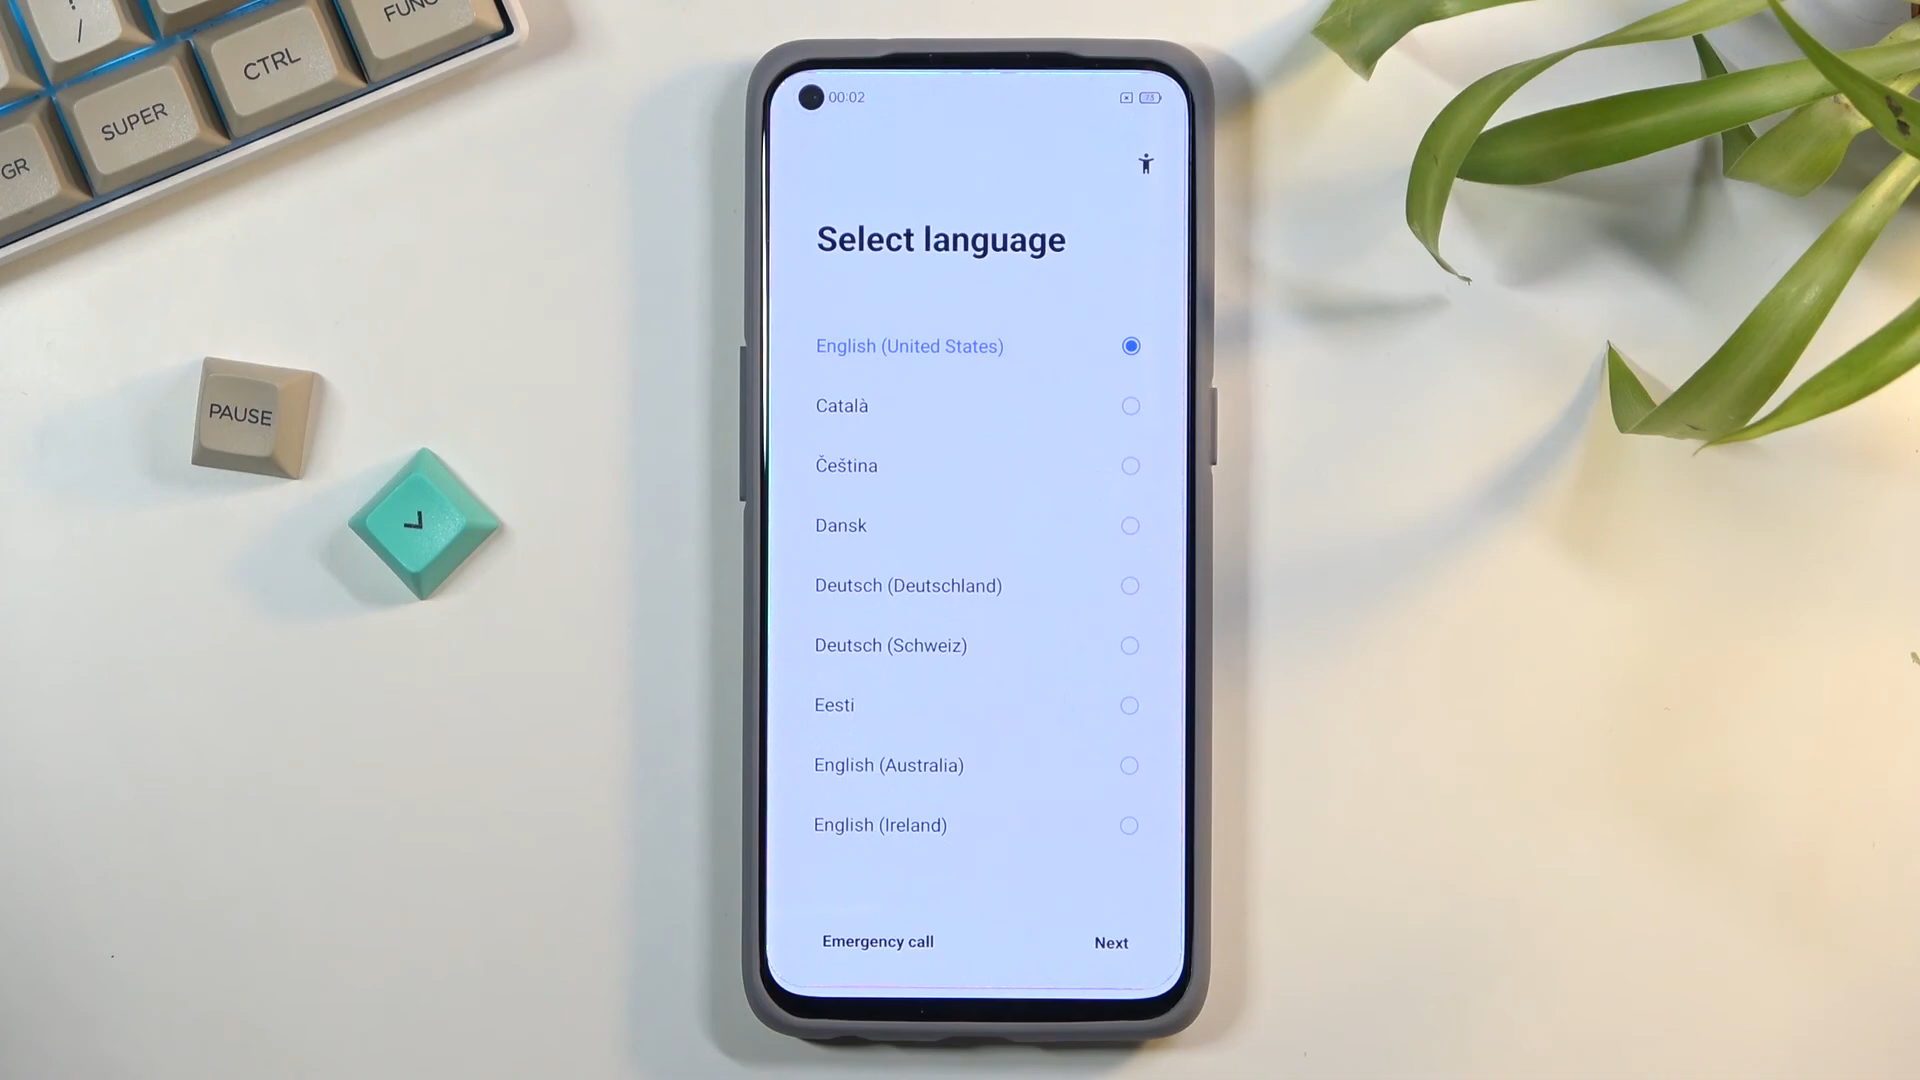 !
/
FUNC
CTRL
SUPER
GR
PAUSE
00:02
73
Select language
English (United States)
Català
Čeština
Dansk
Deutsch (Deutschland)
Deutsch (Schweiz)
Eesti
English (Australia)
English (Ireland)
Emergency call
Next